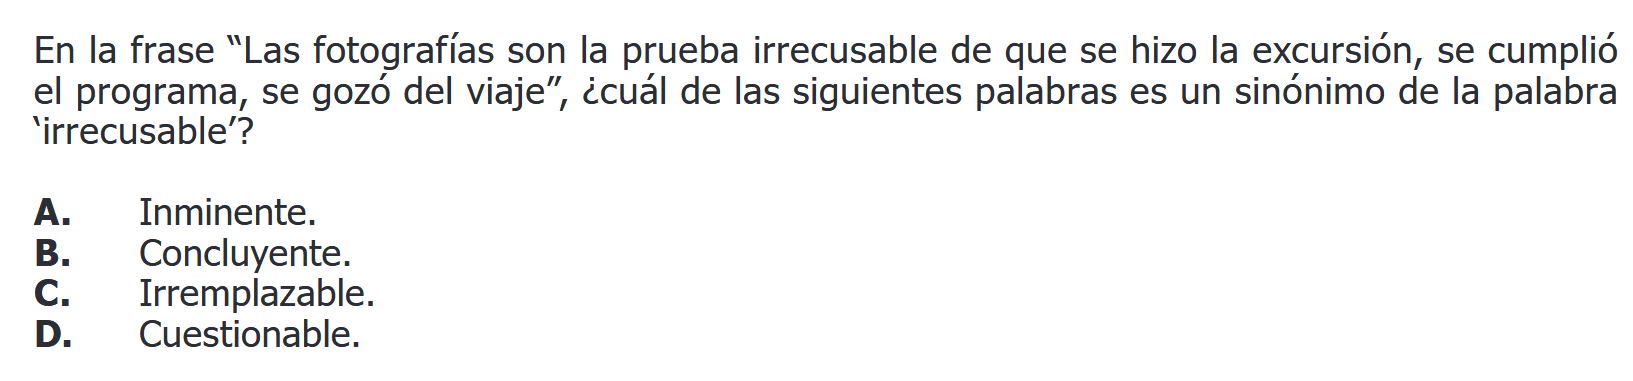 En la frase “Las fotografías son la prueba irrecusable de que se hizo la excursión, se cumplió
el programa, se gozó del viaje”, ¿cuál de las siguientes palabras es un sinónimo de la palabra
‘irrecusable’?
A. Inminente.
B. Concluyente.
C. Irremplazable.
D. Cuestionable.